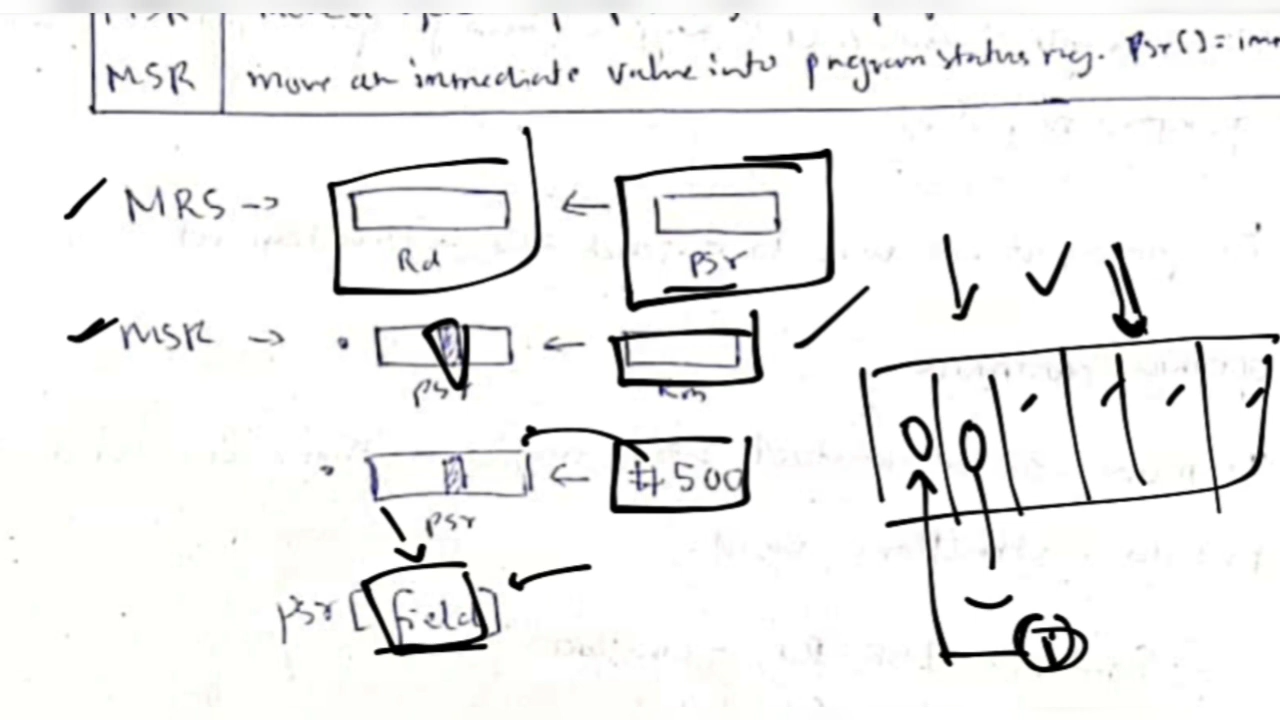 MSR move an immediate value into program status reg. psr[] = imm
MRS → Rd ← psr
MSR → • psr ← Rm
• psr ← #500
psr [field]
0 0